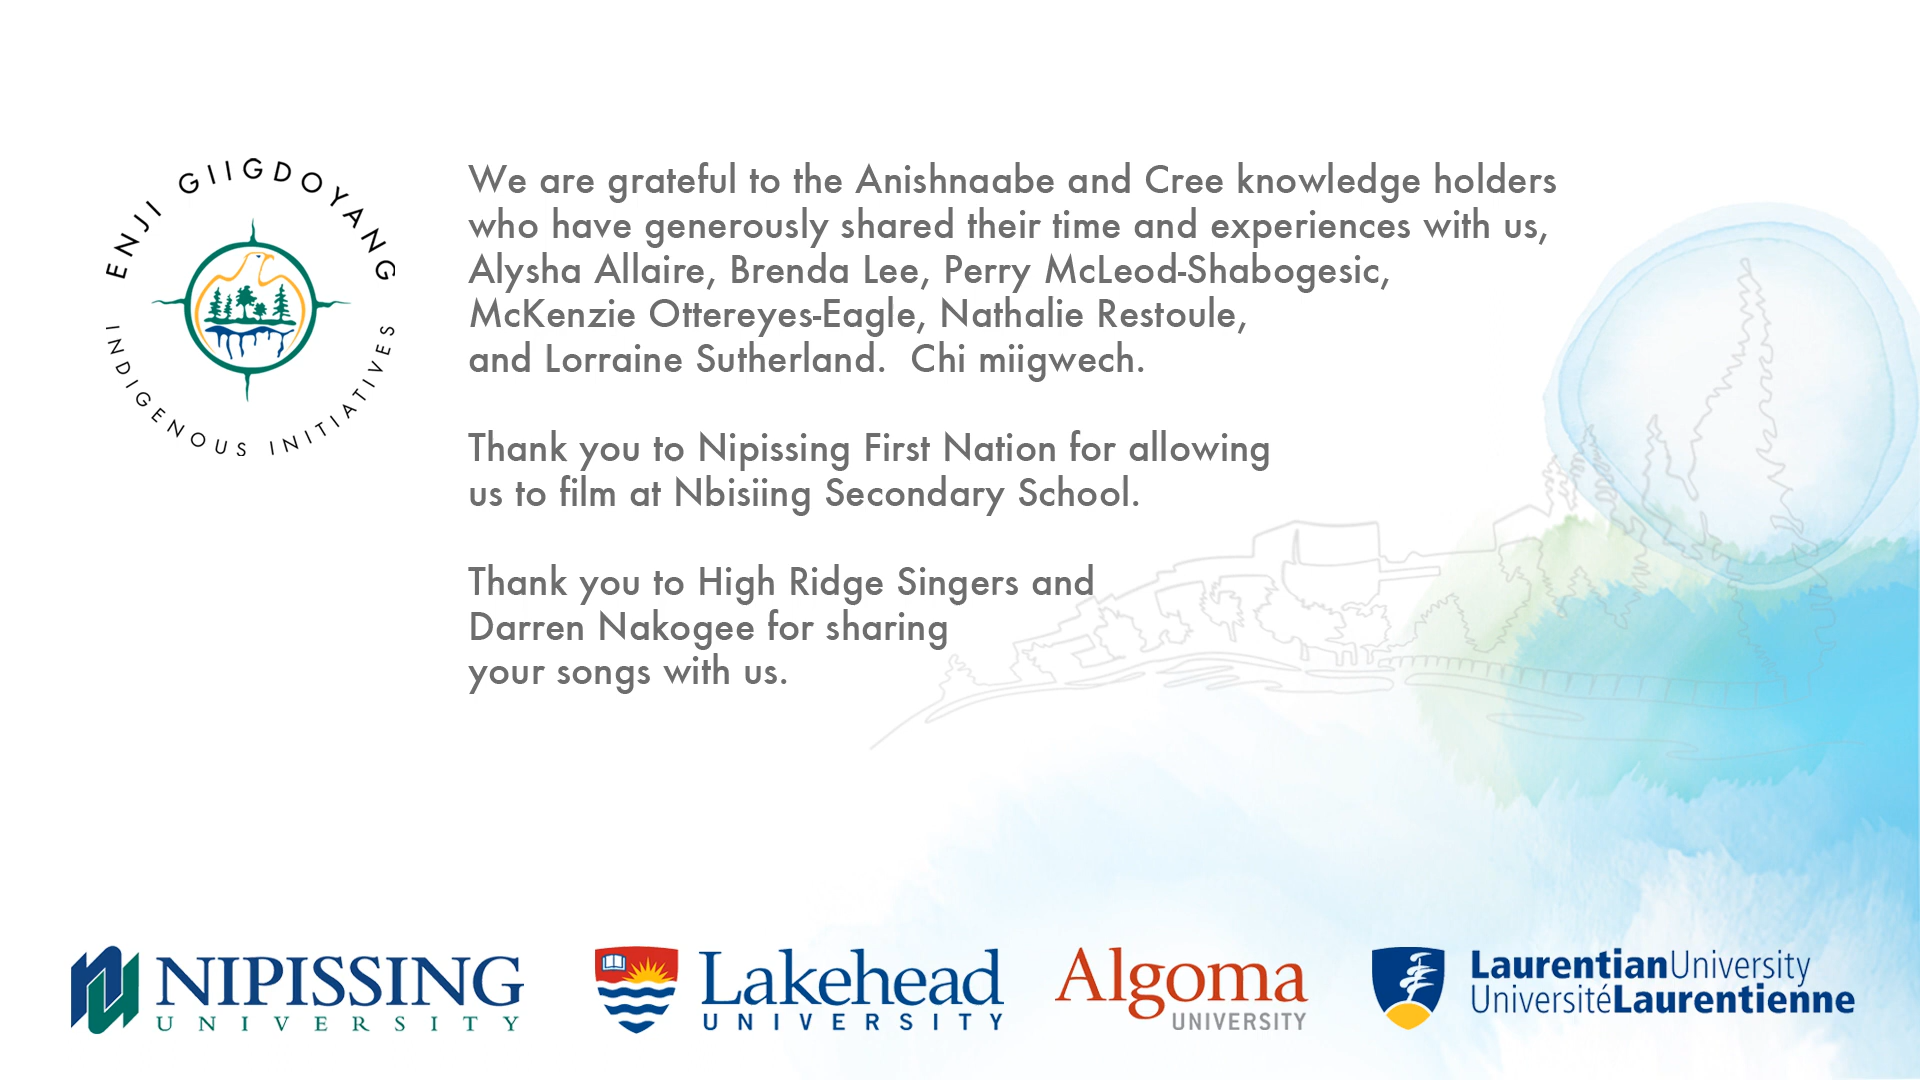 ENJI GIIGDOYANG
INDIGENOUS INITIATIVES
We are grateful to the Anishnaabe and Cree knowledge holders
who have generously shared their time and experiences with us,
Alysha Allaire, Brenda Lee, Perry McLeod-Shabogesic,
McKenzie Ottereyes-Eagle, Nathalie Restoule,
and Lorraine Sutherland.  Chi miigwech.
Thank you to Nipissing First Nation for allowing
us to film at Nbisiing Secondary School.
Thank you to High Ridge Singers and
Darren Nakogee for sharing
your songs with us.
NIPISSING
UNIVERSITY
Lakehead
UNIVERSITY
Algoma
UNIVERSITY
LaurentianUniversity
UniversitéLaurentienne